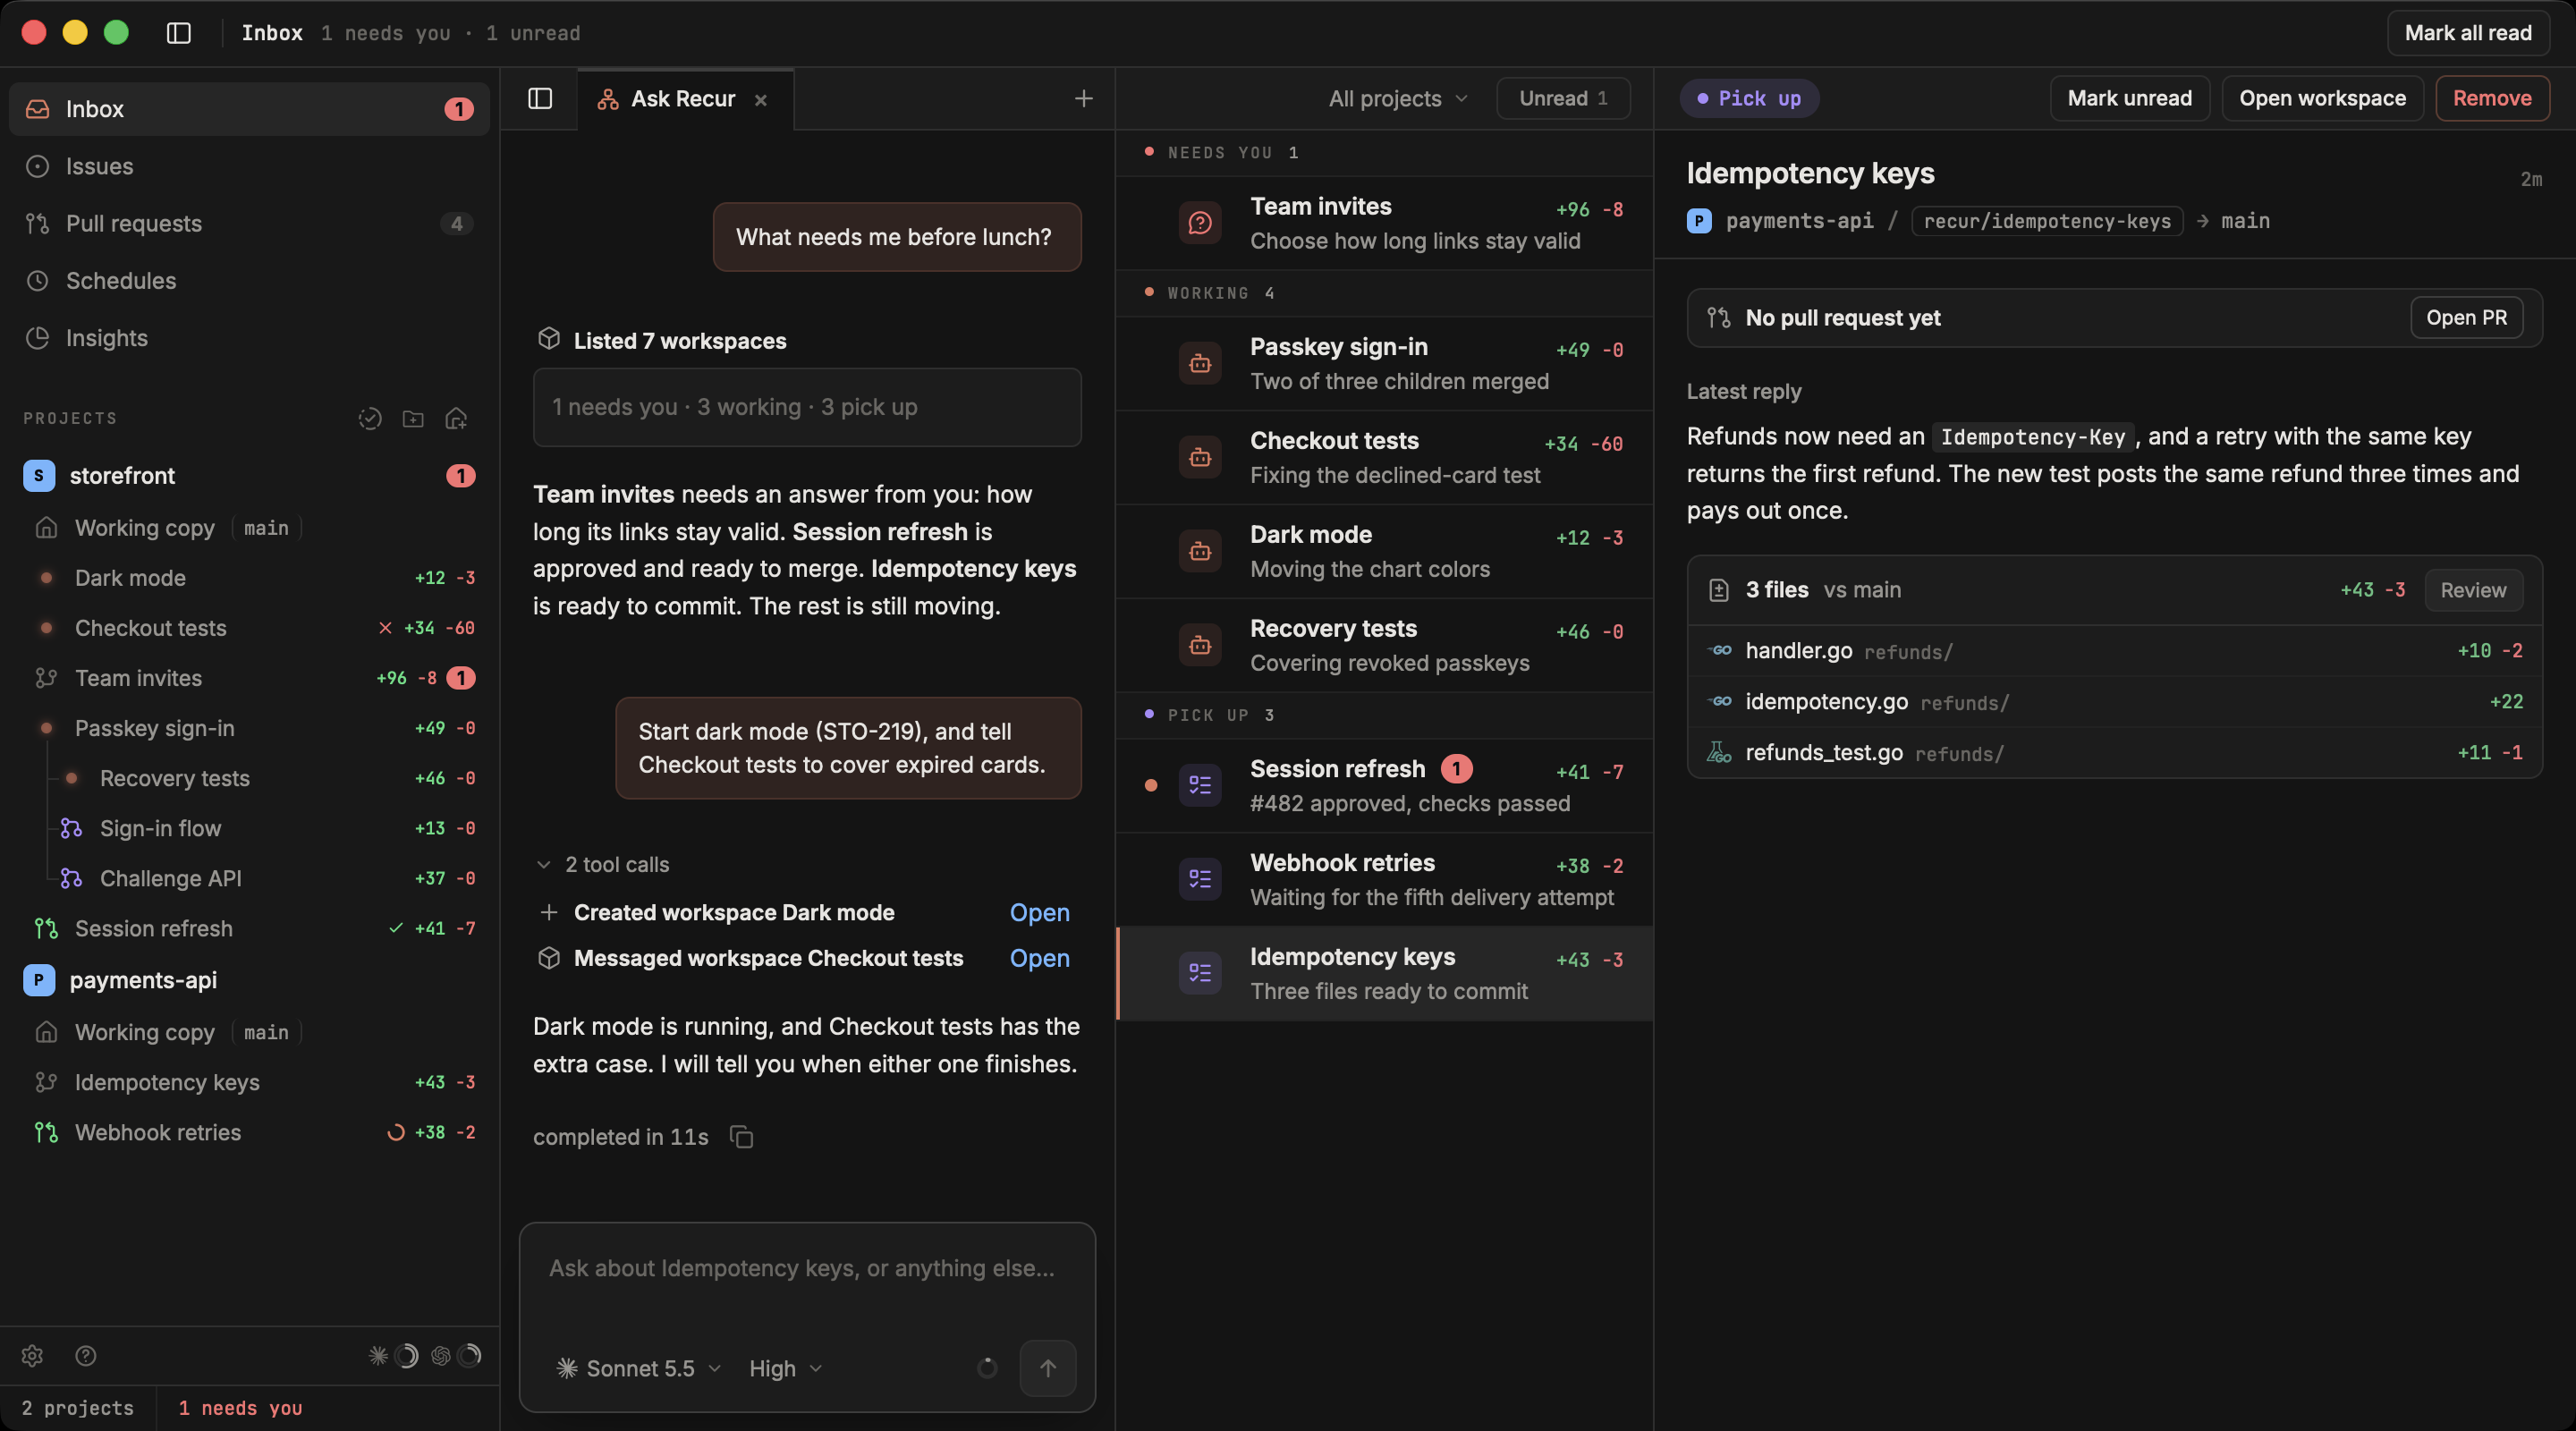 Inbox 1 needs you · 1 unread
Mark all read
Inbox 1
Issues
Pull requests 4
Schedules
Insights
PROJECTS
S storefront 1
Working copy main
Dark mode +12 -3
Checkout tests +34 -60
Team invites +96 -8 1
Passkey sign-in +49 -0
Recovery tests +46 -0
Sign-in flow +13 -0
Challenge API +37 -0
Session refresh +41 -7
P payments-api
Working copy main
Idempotency keys +43 -3
Webhook retries +38 -2
2 projects 1 needs you
Ask Recur
What needs me before lunch?
Listed 7 workspaces
1 needs you · 3 working · 3 pick up
Team invites needs an answer from you: how
long its links stay valid. Session refresh is
approved and ready to merge. Idempotency keys
is ready to commit. The rest is still moving.
Start dark mode (STO-219), and tell
Checkout tests to cover expired cards.
2 tool calls
Created workspace Dark mode Open
Messaged workspace Checkout tests Open
Dark mode is running, and Checkout tests has the
extra case. I will tell you when either one finishes.
completed in 11s
Ask about Idempotency keys, or anything else...
Sonnet 5.5 High
All projects Unread 1
NEEDS YOU 1
Team invites +96 -8
Choose how long links stay valid
WORKING 4
Passkey sign-in +49 -0
Two of three children merged
Checkout tests +34 -60
Fixing the declined-card test
Dark mode +12 -3
Moving the chart colors
Recovery tests +46 -0
Covering revoked passkeys
PICK UP 3
Session refresh 1 +41 -7
#482 approved, checks passed
Webhook retries +38 -2
Waiting for the fifth delivery attempt
Idempotency keys +43 -3
Three files ready to commit
Pick up
Mark unread Open workspace Remove
Idempotency keys 2m
P payments-api / recur/idempotency-keys → main
No pull request yet Open PR
Latest reply
Refunds now need an Idempotency-Key, and a retry with the same key
returns the first refund. The new test posts the same refund three times and
pays out once.
3 files vs main +43 -3 Review
GO handler.go refunds/ +10 -2
GO idempotency.go refunds/ +22
GO refunds_test.go refunds/ +11 -1